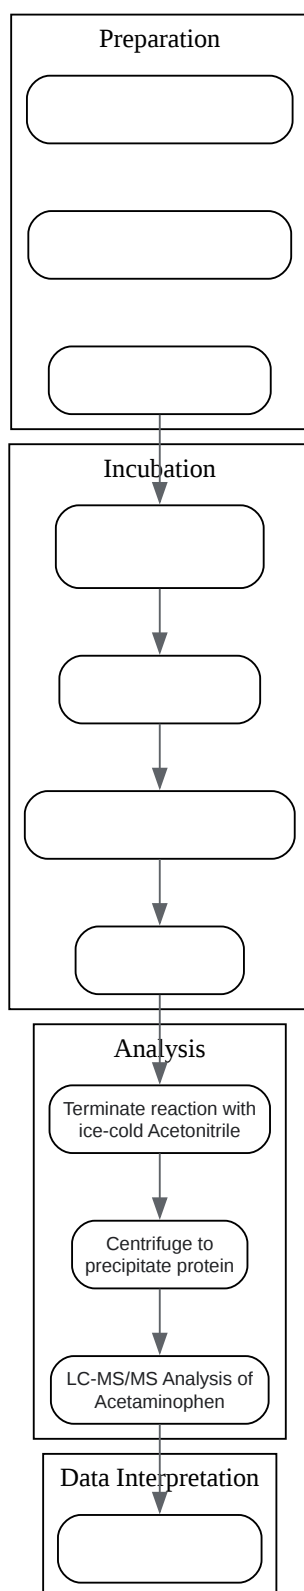 Preparation
Incubation
Analysis
Terminate reaction with
ice-cold Acetonitrile
Centrifuge to
precipitate protein
LC-MS/MS Analysis of
Acetaminophen
Data Interpretation